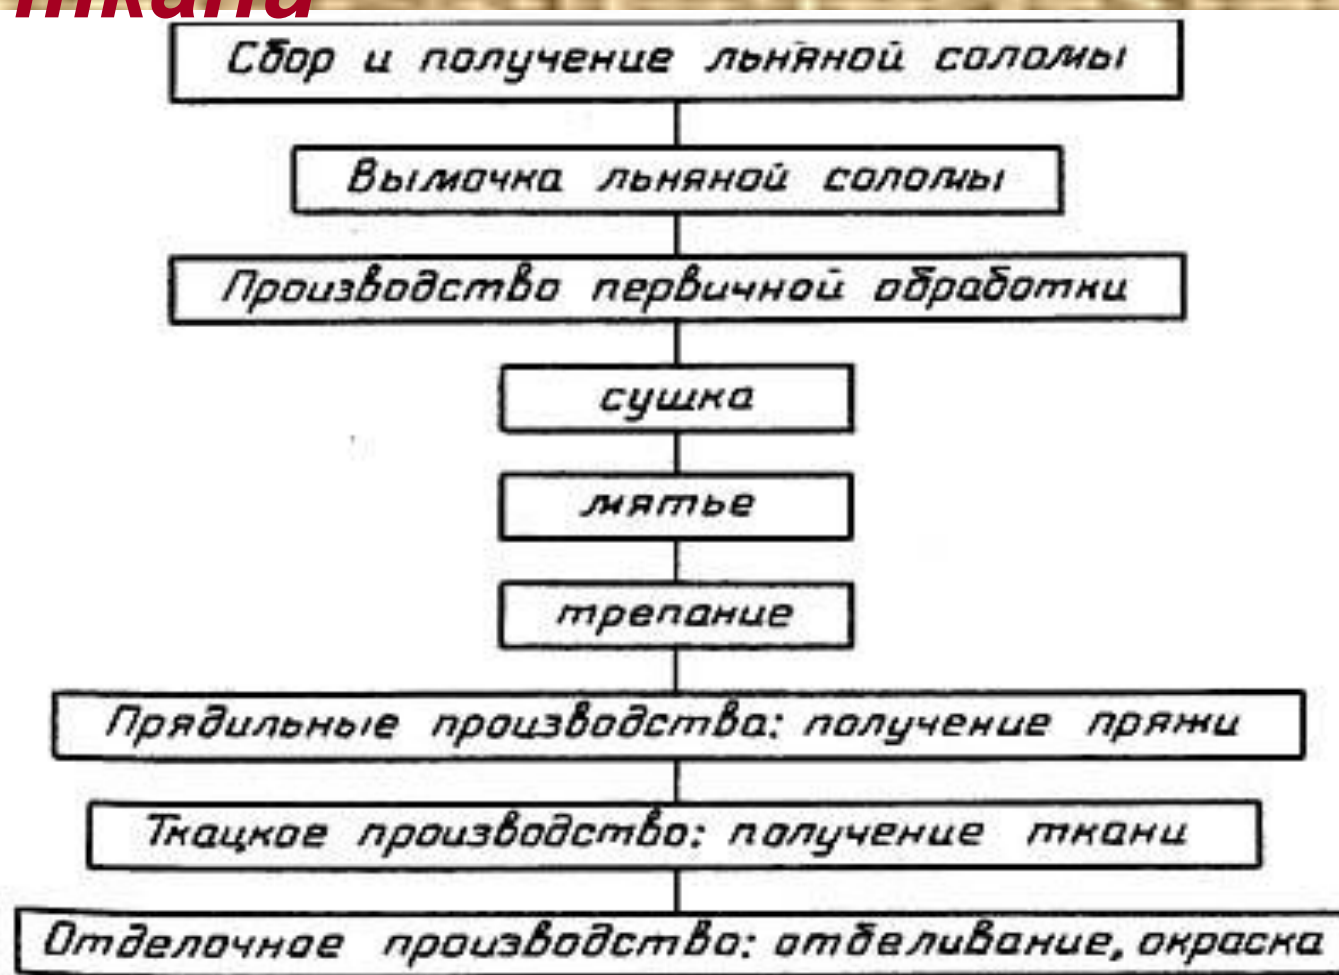 ткани
Сбор и получение льняной соломы
Вымочка льняной соломы
Производство первичной обработки
сушка
мятье
трепание
Прядильные производства: получение пряжи
Ткацкое производство: получение ткани
Отделочное производство: отбеливание, окраска